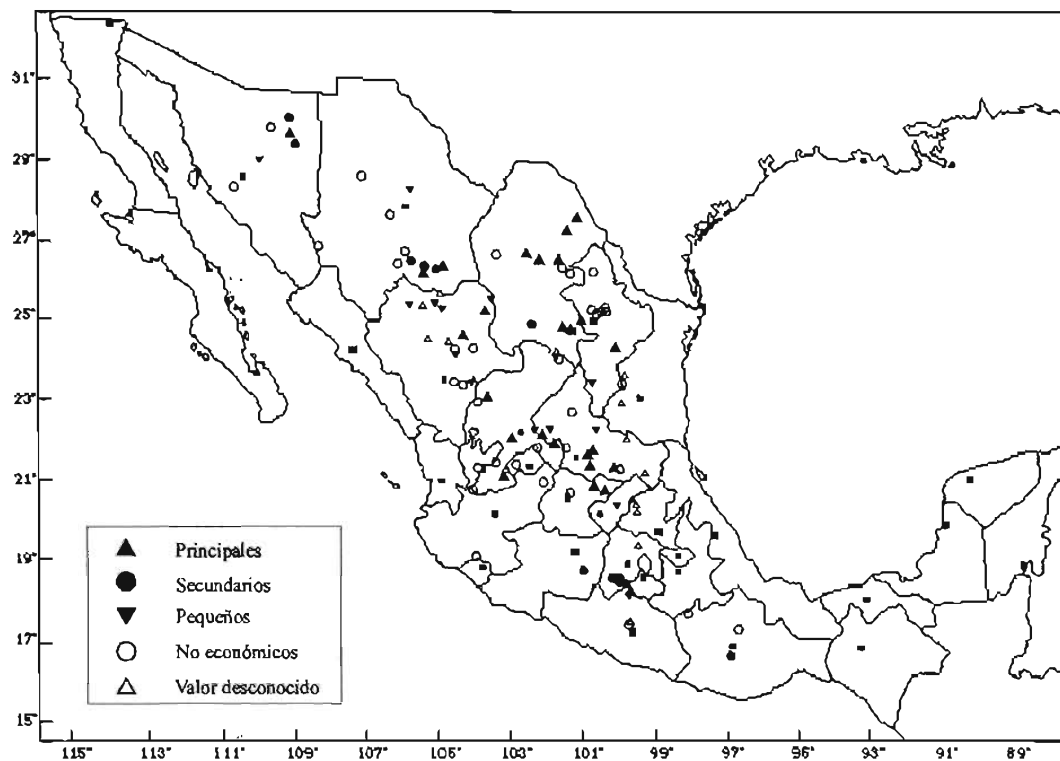 31°
29°
27°
25°
23°
21°
19°
17°
15°
Principales
Secundarios
Pequeños
No económicos
Valor desconocido
115° 113° 111° 109° 107° 105° 103° 101° 99° 96° 95° 93° 91° 89°